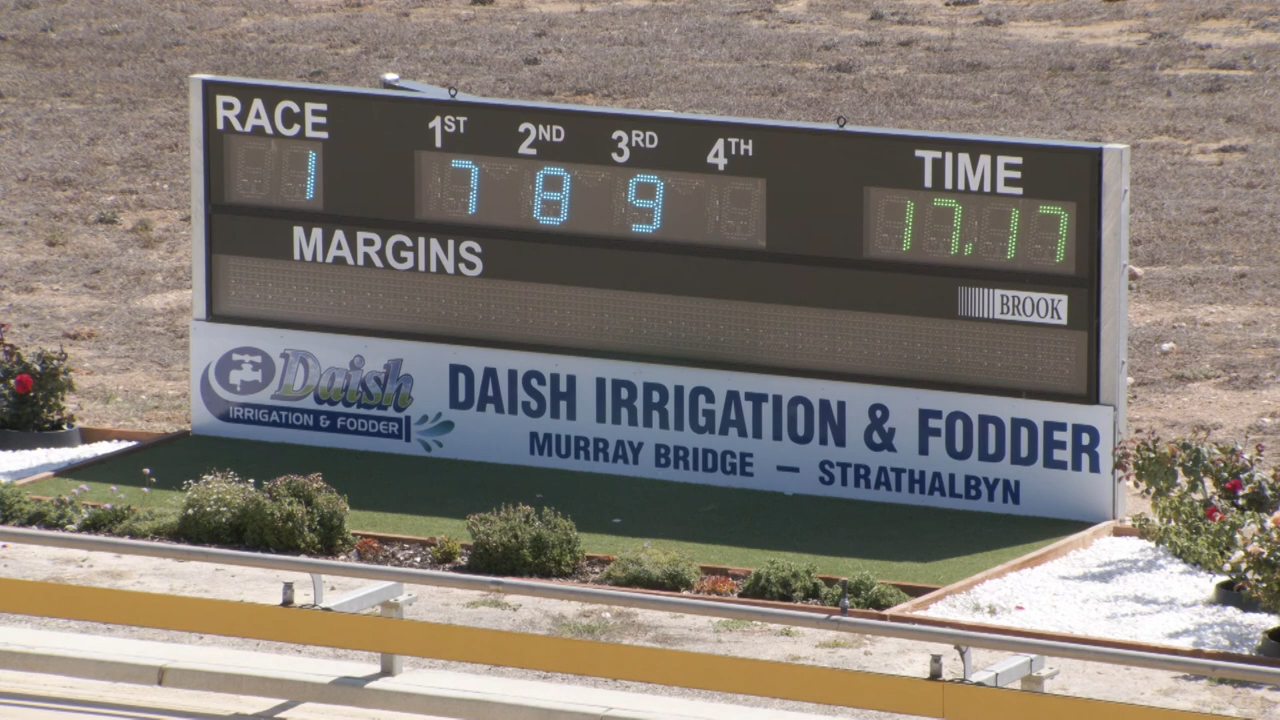 RACE 1ST 2ND 3RD 4TH TIME
1 7 8 9 17.17
MARGINS
BROOK
Daish
IRRIGATION & FODDER
DAISH IRRIGATION & FODDER
MURRAY BRIDGE — STRATHALBYN